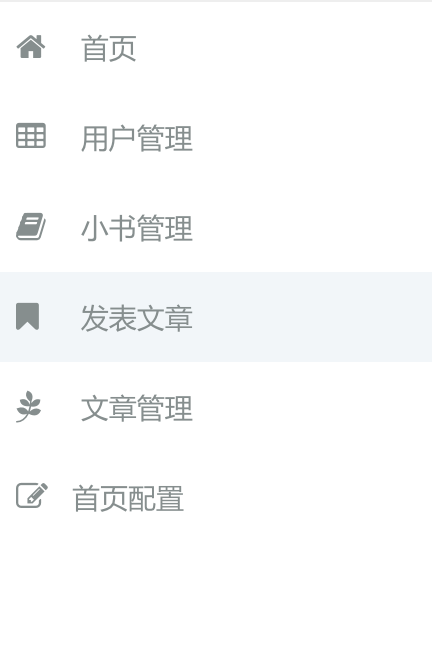 首页
用户管理
小书管理
发表文章
文章管理
首页配置